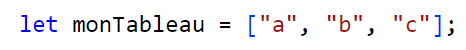 let monTableau = ["a", "b", "c"];